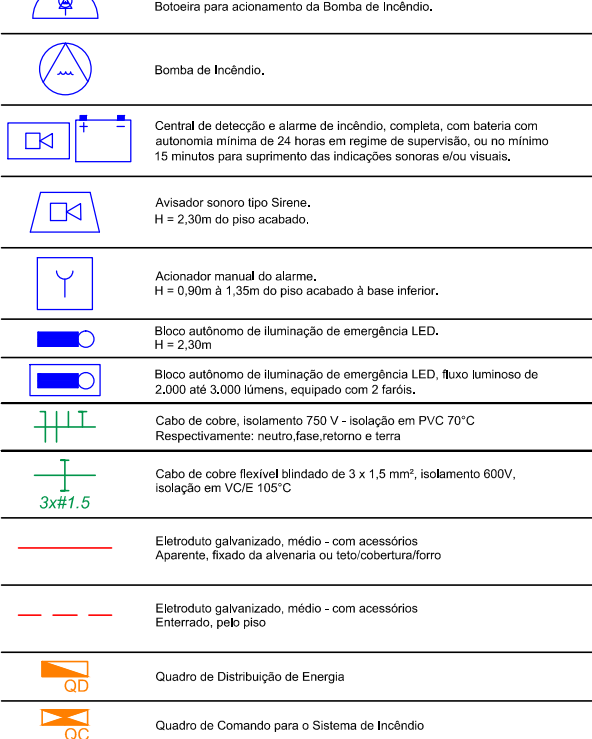 Botoeira para acionamento da Bomba de Incêndio.
Bomba de Incêndio.
+ −
Central de detecção e alarme de incêndio, completa, com bateria com
autonomia mínima de 24 horas em regime de supervisão, ou no mínimo
15 minutos para suprimento das indicações sonoras e/ou visuais.
Avisador sonoro tipo Sirene.
H = 2,30m do piso acabado.
Acionador manual do alarme.
H = 0,90m à 1,35m do piso acabado à base inferior.
Bloco autônomo de iluminação de emergência LED.
H = 2,30m
Bloco autônomo de iluminação de emergência LED, fluxo luminoso de
2.000 até 3.000 lúmens, equipado com 2 faróis.
Cabo de cobre, isolamento 750 V - isolação em PVC 70°C
Respectivamente: neutro,fase,retorno e terra
3x#1.5
Cabo de cobre flexível blindado de 3 x 1,5 mm², isolamento 600V,
isolação em VC/E 105°C
Eletroduto galvanizado, médio - com acessórios
Aparente, fixado da alvenaria ou teto/cobertura/forro
Eletroduto galvanizado, médio - com acessórios
Enterrado, pelo piso
QD
Quadro de Distribuição de Energia
QC
Quadro de Comando para o Sistema de Incêndio